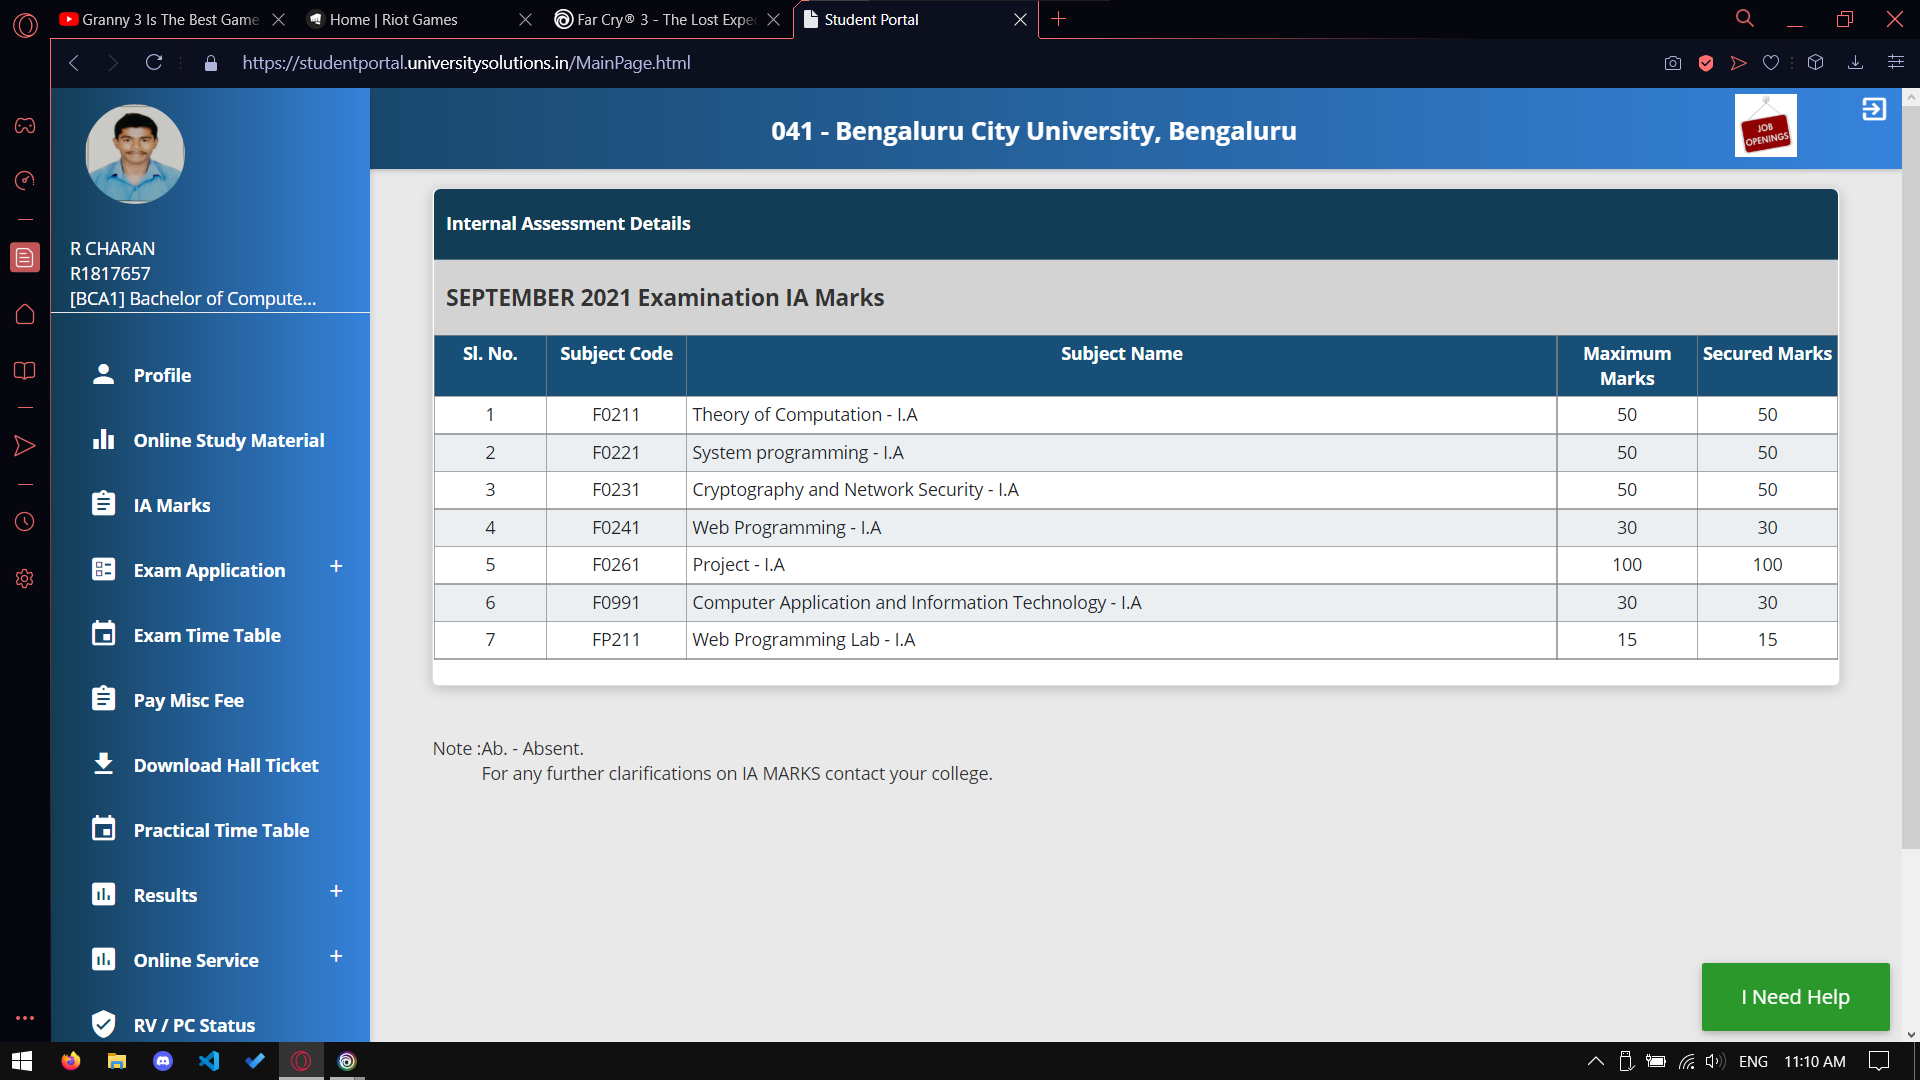 Granny 3 Is The Best Game
Home | Riot Games
Far Cry® 3 - The Lost Expe
Student Portal
https://studentportal.universitysolutions.in/MainPage.html
041 - Bengaluru City University, Bengaluru
JOB
OPENINGS
R CHARAN
R1817657
[BCA1] Bachelor of Compute...
Profile
Online Study Material
IA Marks
Exam Application +
Exam Time Table
Pay Misc Fee
Download Hall Ticket
Practical Time Table
Results +
Online Service +
RV / PC Status
Internal Assessment Details
SEPTEMBER 2021 Examination IA Marks
Sl. No. Subject Code Subject Name Maximum Marks Secured Marks
1 F0211 Theory of Computation - I.A 50 50
2 F0221 System programming - I.A 50 50
3 F0231 Cryptography and Network Security - I.A 50 50
4 F0241 Web Programming - I.A 30 30
5 F0261 Project - I.A 100 100
6 F0991 Computer Application and Information Technology - I.A 30 30
7 FP211 Web Programming Lab - I.A 15 15
Note :Ab. - Absent.
For any further clarifications on IA MARKS contact your college.
I Need Help
ENG 11:10 AM